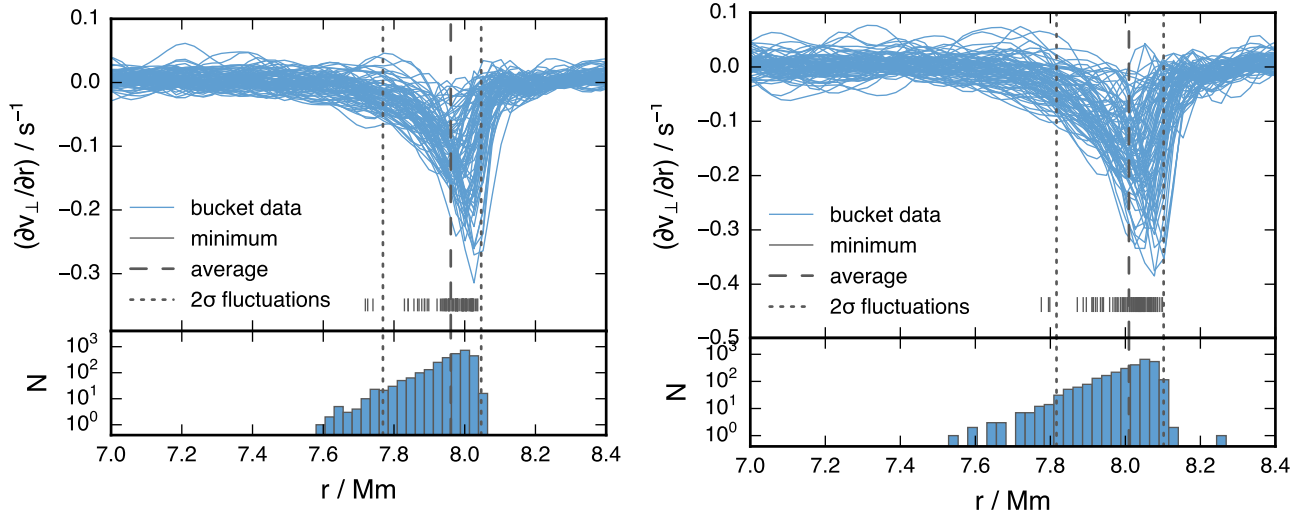 0.1
0.0
−0.1
−0.2
−0.3
(∂v⊥/∂r) / s⁻¹
bucket data
minimum
average
2σ fluctuations
10³
10²
10¹
10⁰
N
7.0 7.2 7.4 7.6 7.8 8.0 8.2 8.4
r / Mm
0.1
0.0
−0.1
−0.2
−0.3
−0.4
−0.5
(∂v⊥/∂r) / s⁻¹
bucket data
minimum
average
2σ fluctuations
10³
10²
10¹
10⁰
N
7.0 7.2 7.4 7.6 7.8 8.0 8.2 8.4
r / Mm